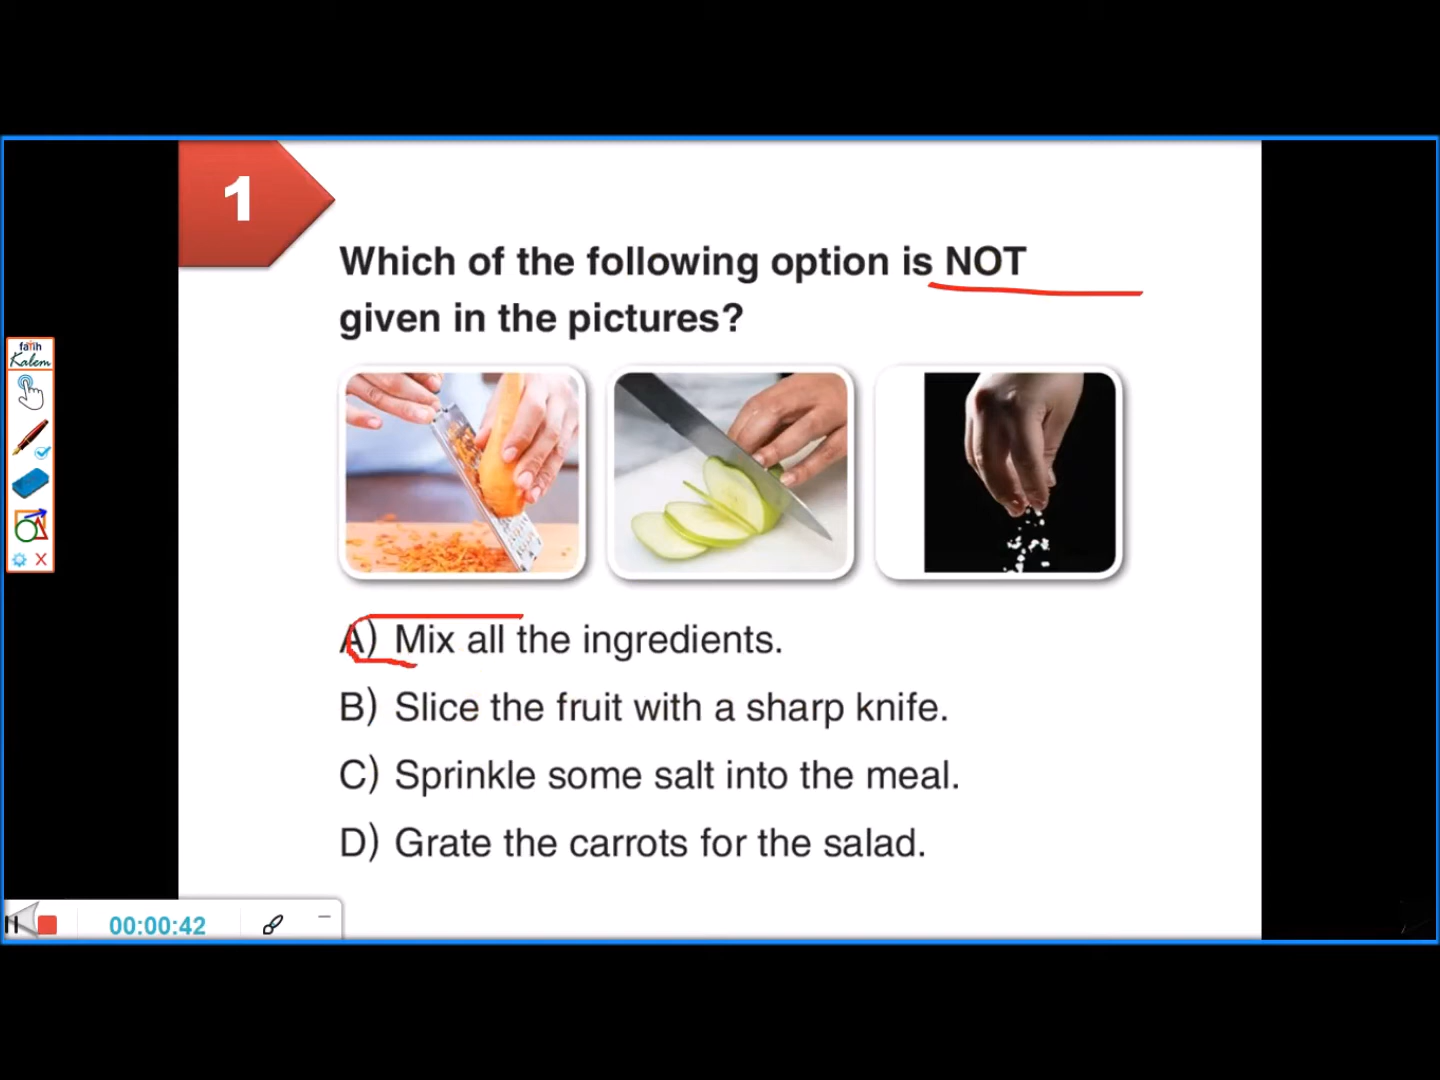 1
Which of the following option is NOT
given in the pictures?
fatih
Kalem
A) Mix all the ingredients.
B) Slice the fruit with a sharp knife.
C) Sprinkle some salt into the meal.
D) Grate the carrots for the salad.
00:00:42